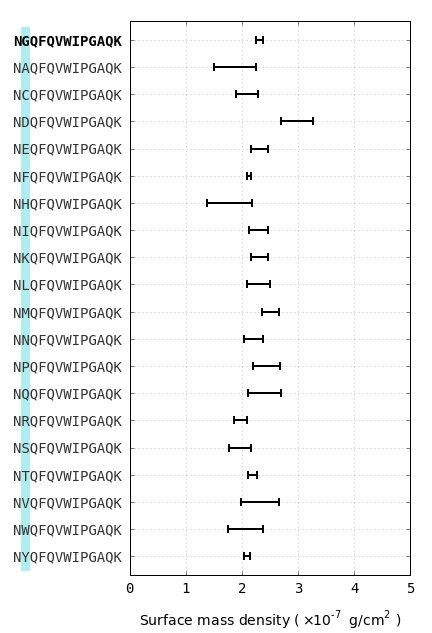 NGQFQVWIPGAQK
NAQFQVWIPGAQK
NCQFQVWIPGAQK
NDQFQVWIPGAQK
NEQFQVWIPGAQK
NFQFQVWIPGAQK
NHQFQVWIPGAQK
NIQFQVWIPGAQK
NKQFQVWIPGAQK
NLQFQVWIPGAQK
NMQFQVWIPGAQK
NNQFQVWIPGAQK
NPQFQVWIPGAQK
NQQFQVWIPGAQK
NRQFQVWIPGAQK
NSQFQVWIPGAQK
NTQFQVWIPGAQK
NVQFQVWIPGAQK
NWQFQVWIPGAQK
NYQFQVWIPGAQK
0 1 2 3 4 5
Surface mass density ( ×10⁻⁷ g/cm² )